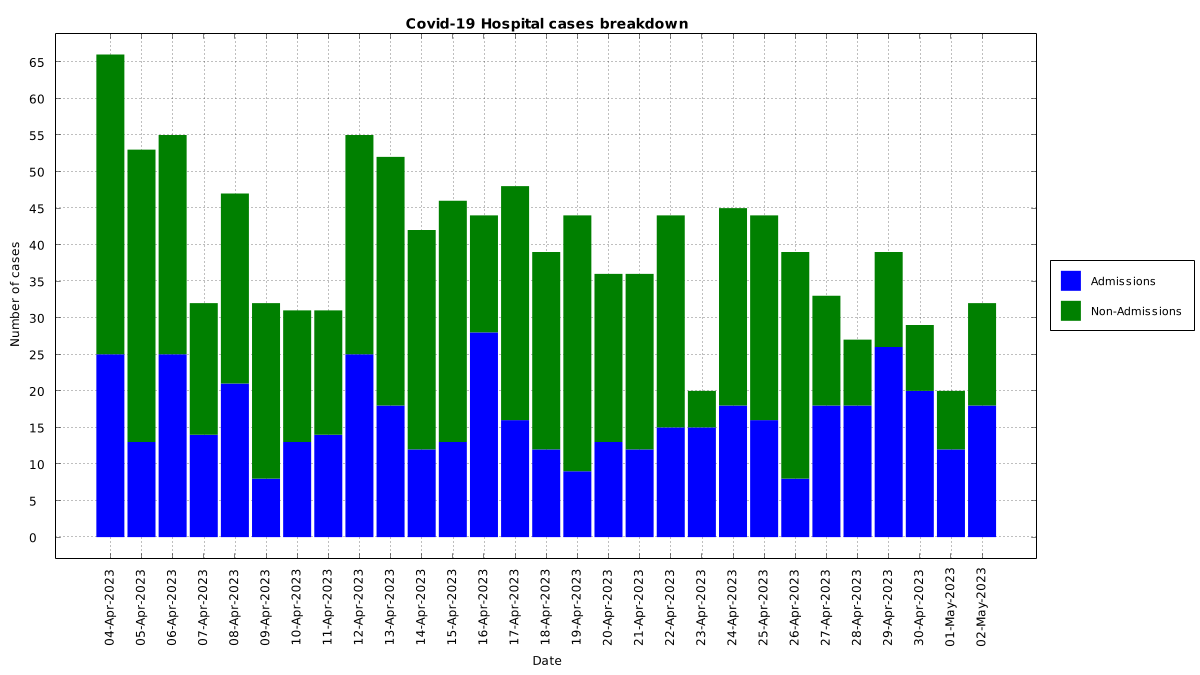 Covid-19 Hospital cases breakdown
65
60
55
50
45
40
35
30
25
20
15
10
5
0
Number of cases
04-Apr-2023
05-Apr-2023
06-Apr-2023
07-Apr-2023
08-Apr-2023
09-Apr-2023
10-Apr-2023
11-Apr-2023
12-Apr-2023
13-Apr-2023
14-Apr-2023
15-Apr-2023
16-Apr-2023
17-Apr-2023
18-Apr-2023
19-Apr-2023
20-Apr-2023
21-Apr-2023
22-Apr-2023
23-Apr-2023
24-Apr-2023
25-Apr-2023
26-Apr-2023
27-Apr-2023
28-Apr-2023
29-Apr-2023
30-Apr-2023
01-May-2023
02-May-2023
Date
Admissions
Non-Admissions